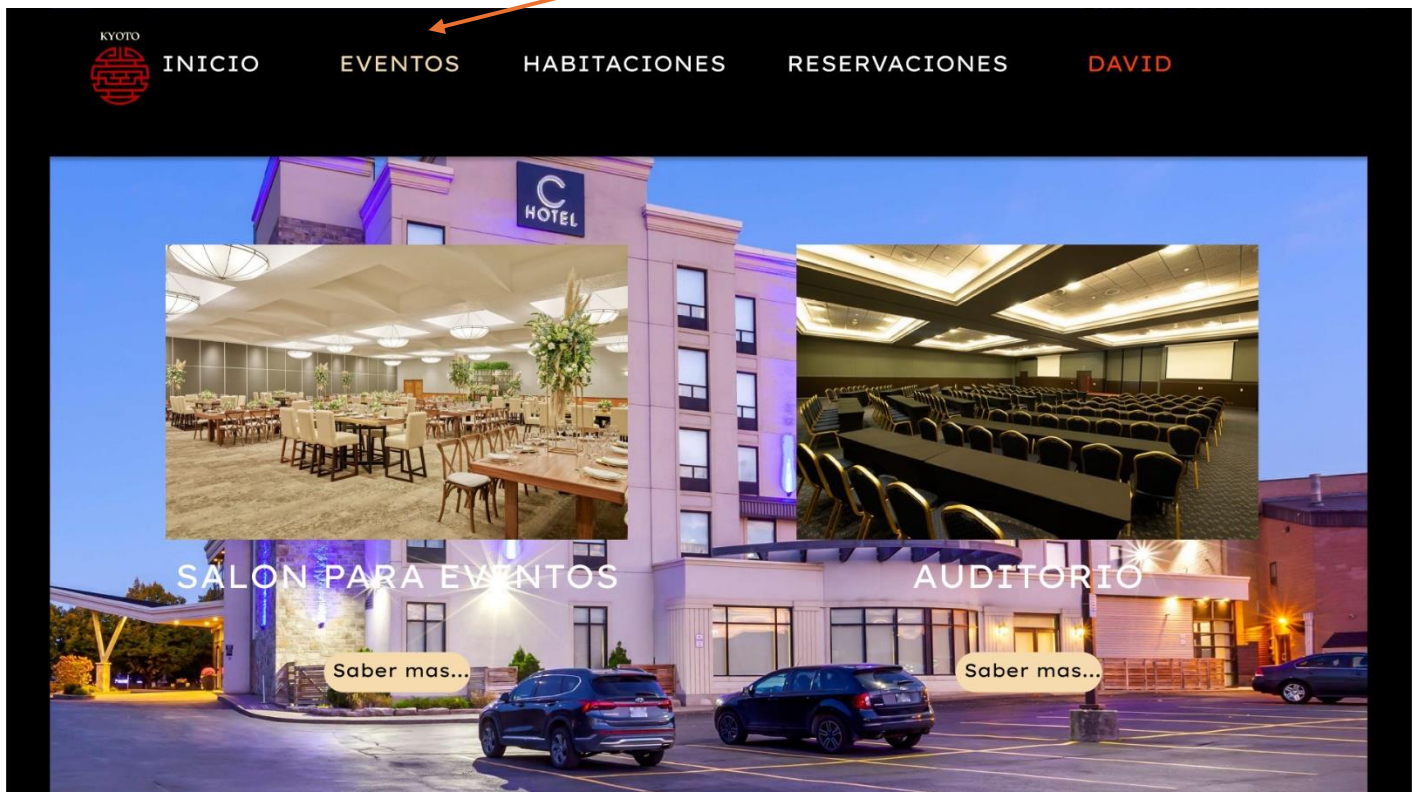 KYOTO
INICIO EVENTOS HABITACIONES RESERVACIONES DAVID
C
HOTEL
SALON PARA EVENTOS AUDITORIO
Saber mas... Saber mas...